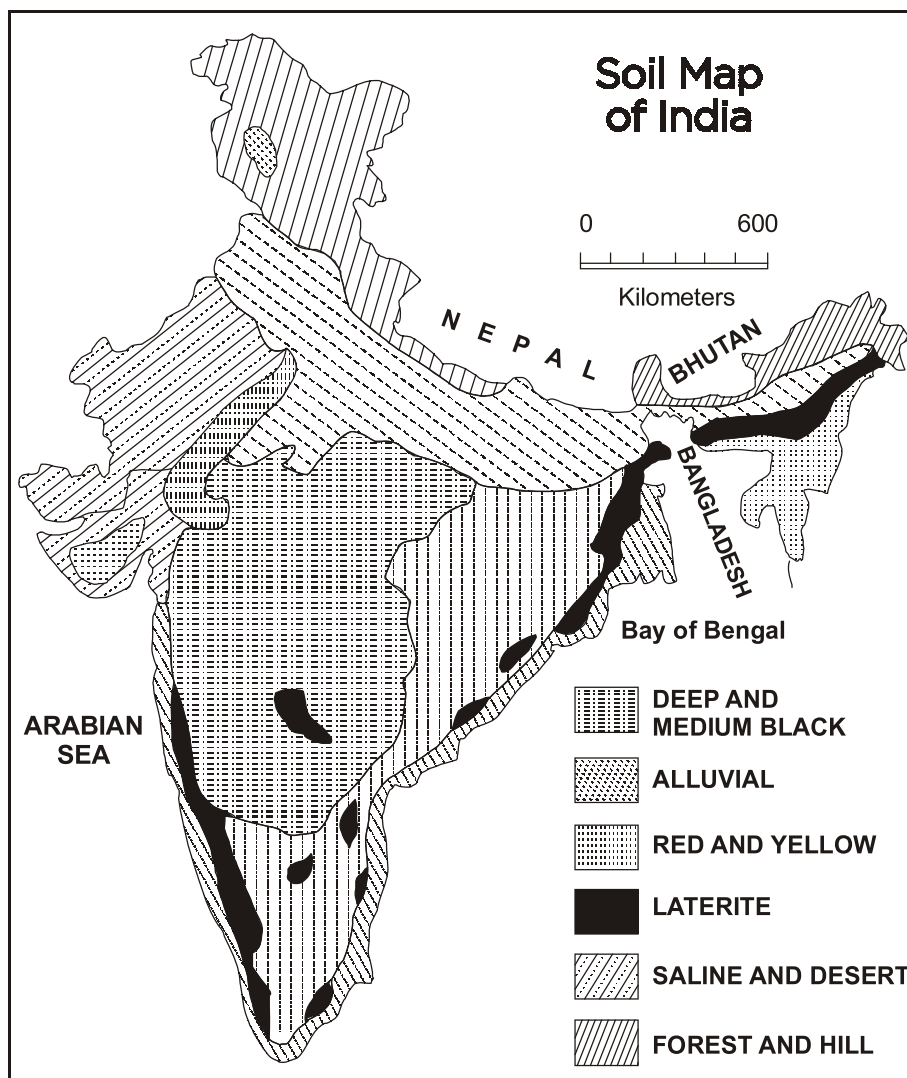 Soil Map
of India
0 600
Kilometers
NEPAL
BHUTAN
BANGLADESH
Bay of Bengal
ARABIAN
SEA
DEEP AND
MEDIUM BLACK
ALLUVIAL
RED AND YELLOW
LATERITE
SALINE AND DESERT
FOREST AND HILL